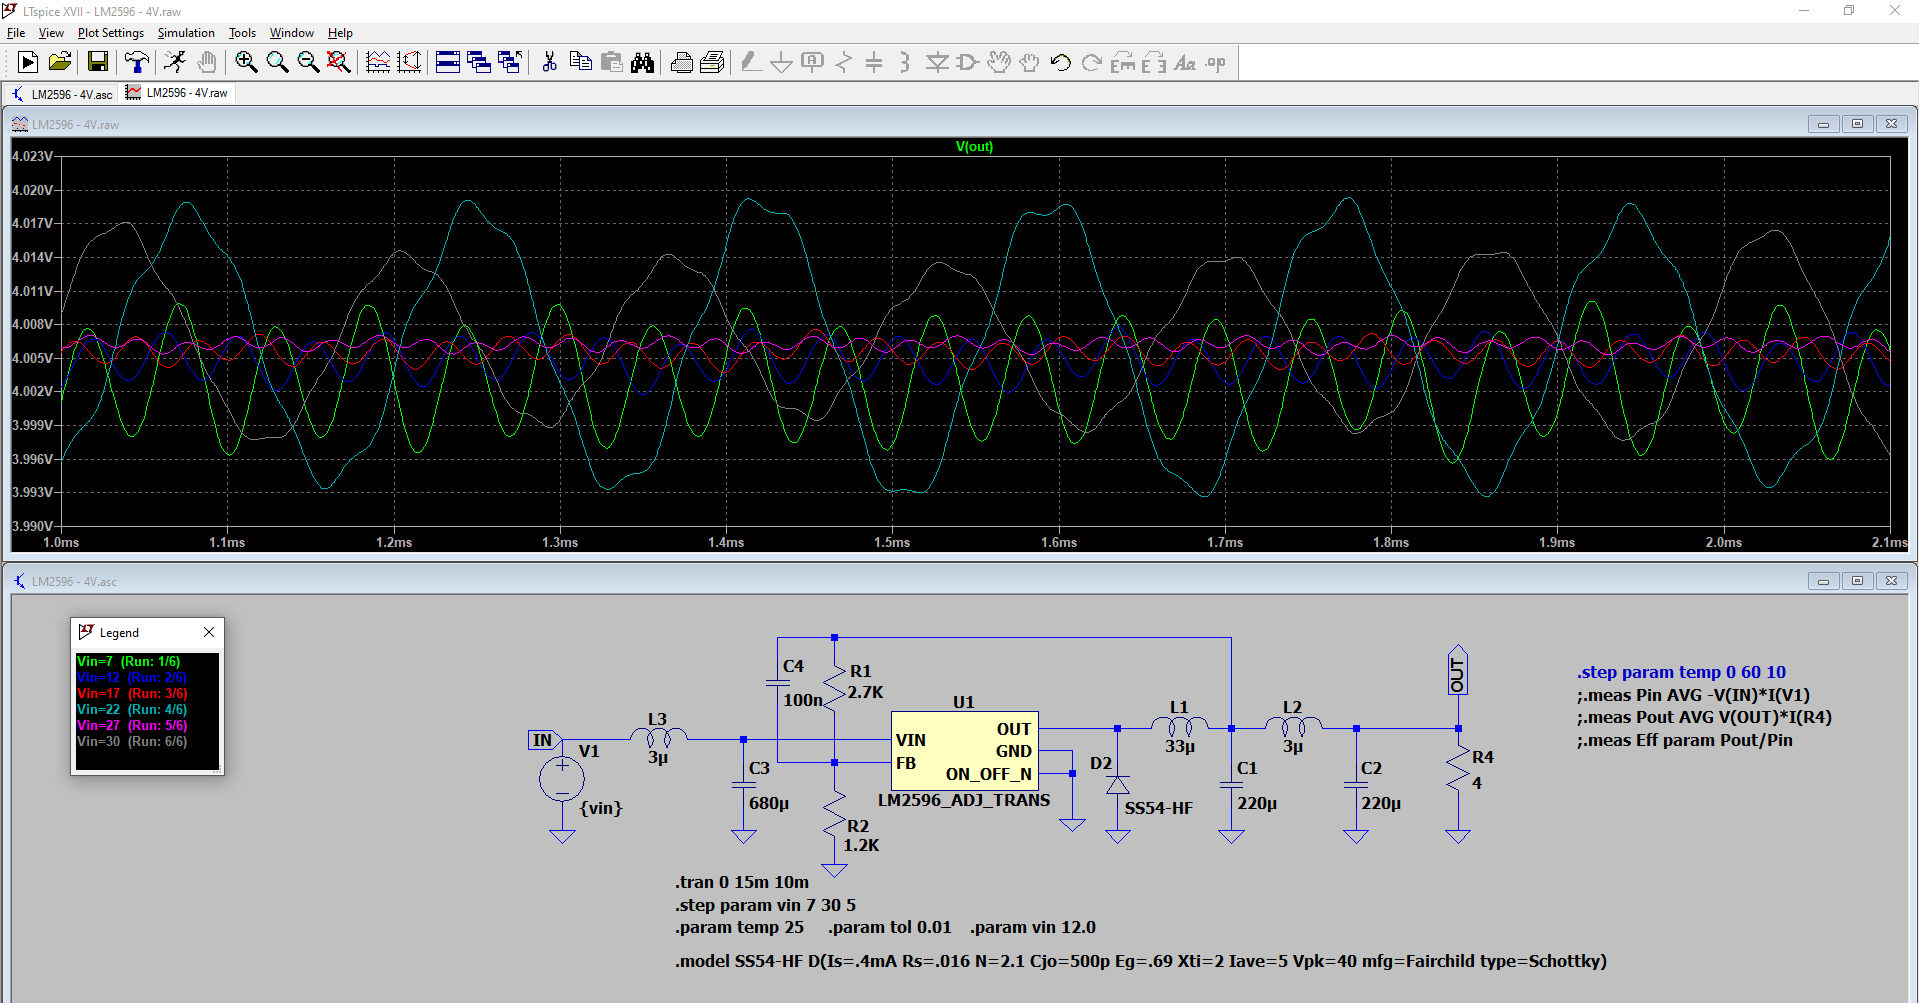 LTspice XVII - LM2596 - 4V.raw
File View Plot Settings Simulation Tools Window Help
LM2596 - 4V.asc LM2596 - 4V.raw
LM2596 - 4V.raw
V(out)
4.023V
4.020V
4.017V
4.014V
4.011V
4.008V
4.005V
4.002V
3.999V
3.996V
3.993V
3.990V
1.0ms 1.1ms 1.2ms 1.3ms 1.4ms 1.5ms 1.6ms 1.7ms 1.8ms 1.9ms 2.0ms 2.1ms
LM2596 - 4V.asc
Legend
Vin=7 (Run: 1/6)
Vin=12 (Run: 2/6)
Vin=17 (Run: 3/6)
Vin=22 (Run: 4/6)
Vin=27 (Run: 5/6)
Vin=30 (Run: 6/6)
IN
V1
{vin}
L3
3µ
C3
680µ
C4
100n
R1
2.7K
R2
1.2K
U1
VIN
FB
OUT
GND
ON_OFF_N
LM2596_ADJ_TRANS
D2
SS54-HF
L1
33µ
C1
220µ
L2
3µ
C2
220µ
OUT
R4
4
.step param temp 0 60 10
;.meas Pin AVG -V(IN)*I(V1)
;.meas Pout AVG V(OUT)*I(R4)
;.meas Eff param Pout/Pin
.tran 0 15m 10m
.step param vin 7 30 5
.param temp 25 .param tol 0.01 .param vin 12.0
.model SS54-HF D(Is=.4mA Rs=.016 N=2.1 Cjo=500p Eg=.69 Xti=2 Iave=5 Vpk=40 mfg=Fairchild type=Schottky)